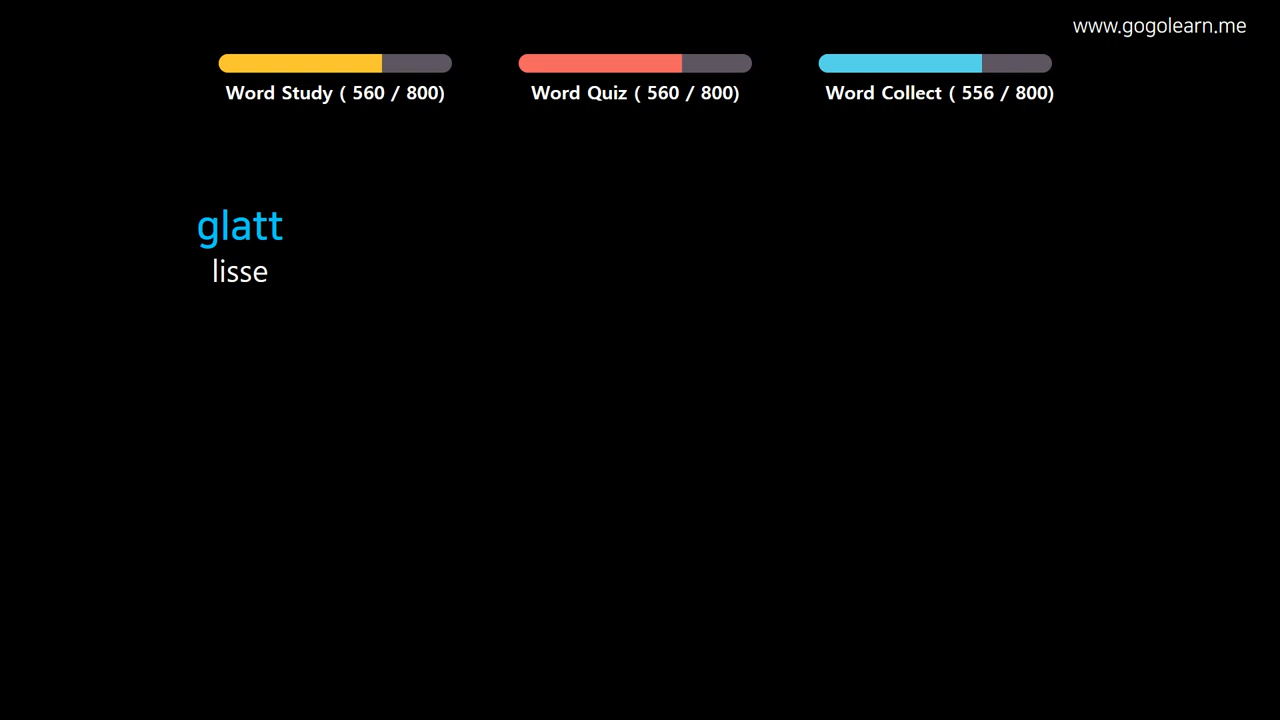 www.gogolearn.me
Word Study ( 560 / 800)
Word Quiz ( 560 / 800)
Word Collect ( 556 / 800)
glatt
lisse